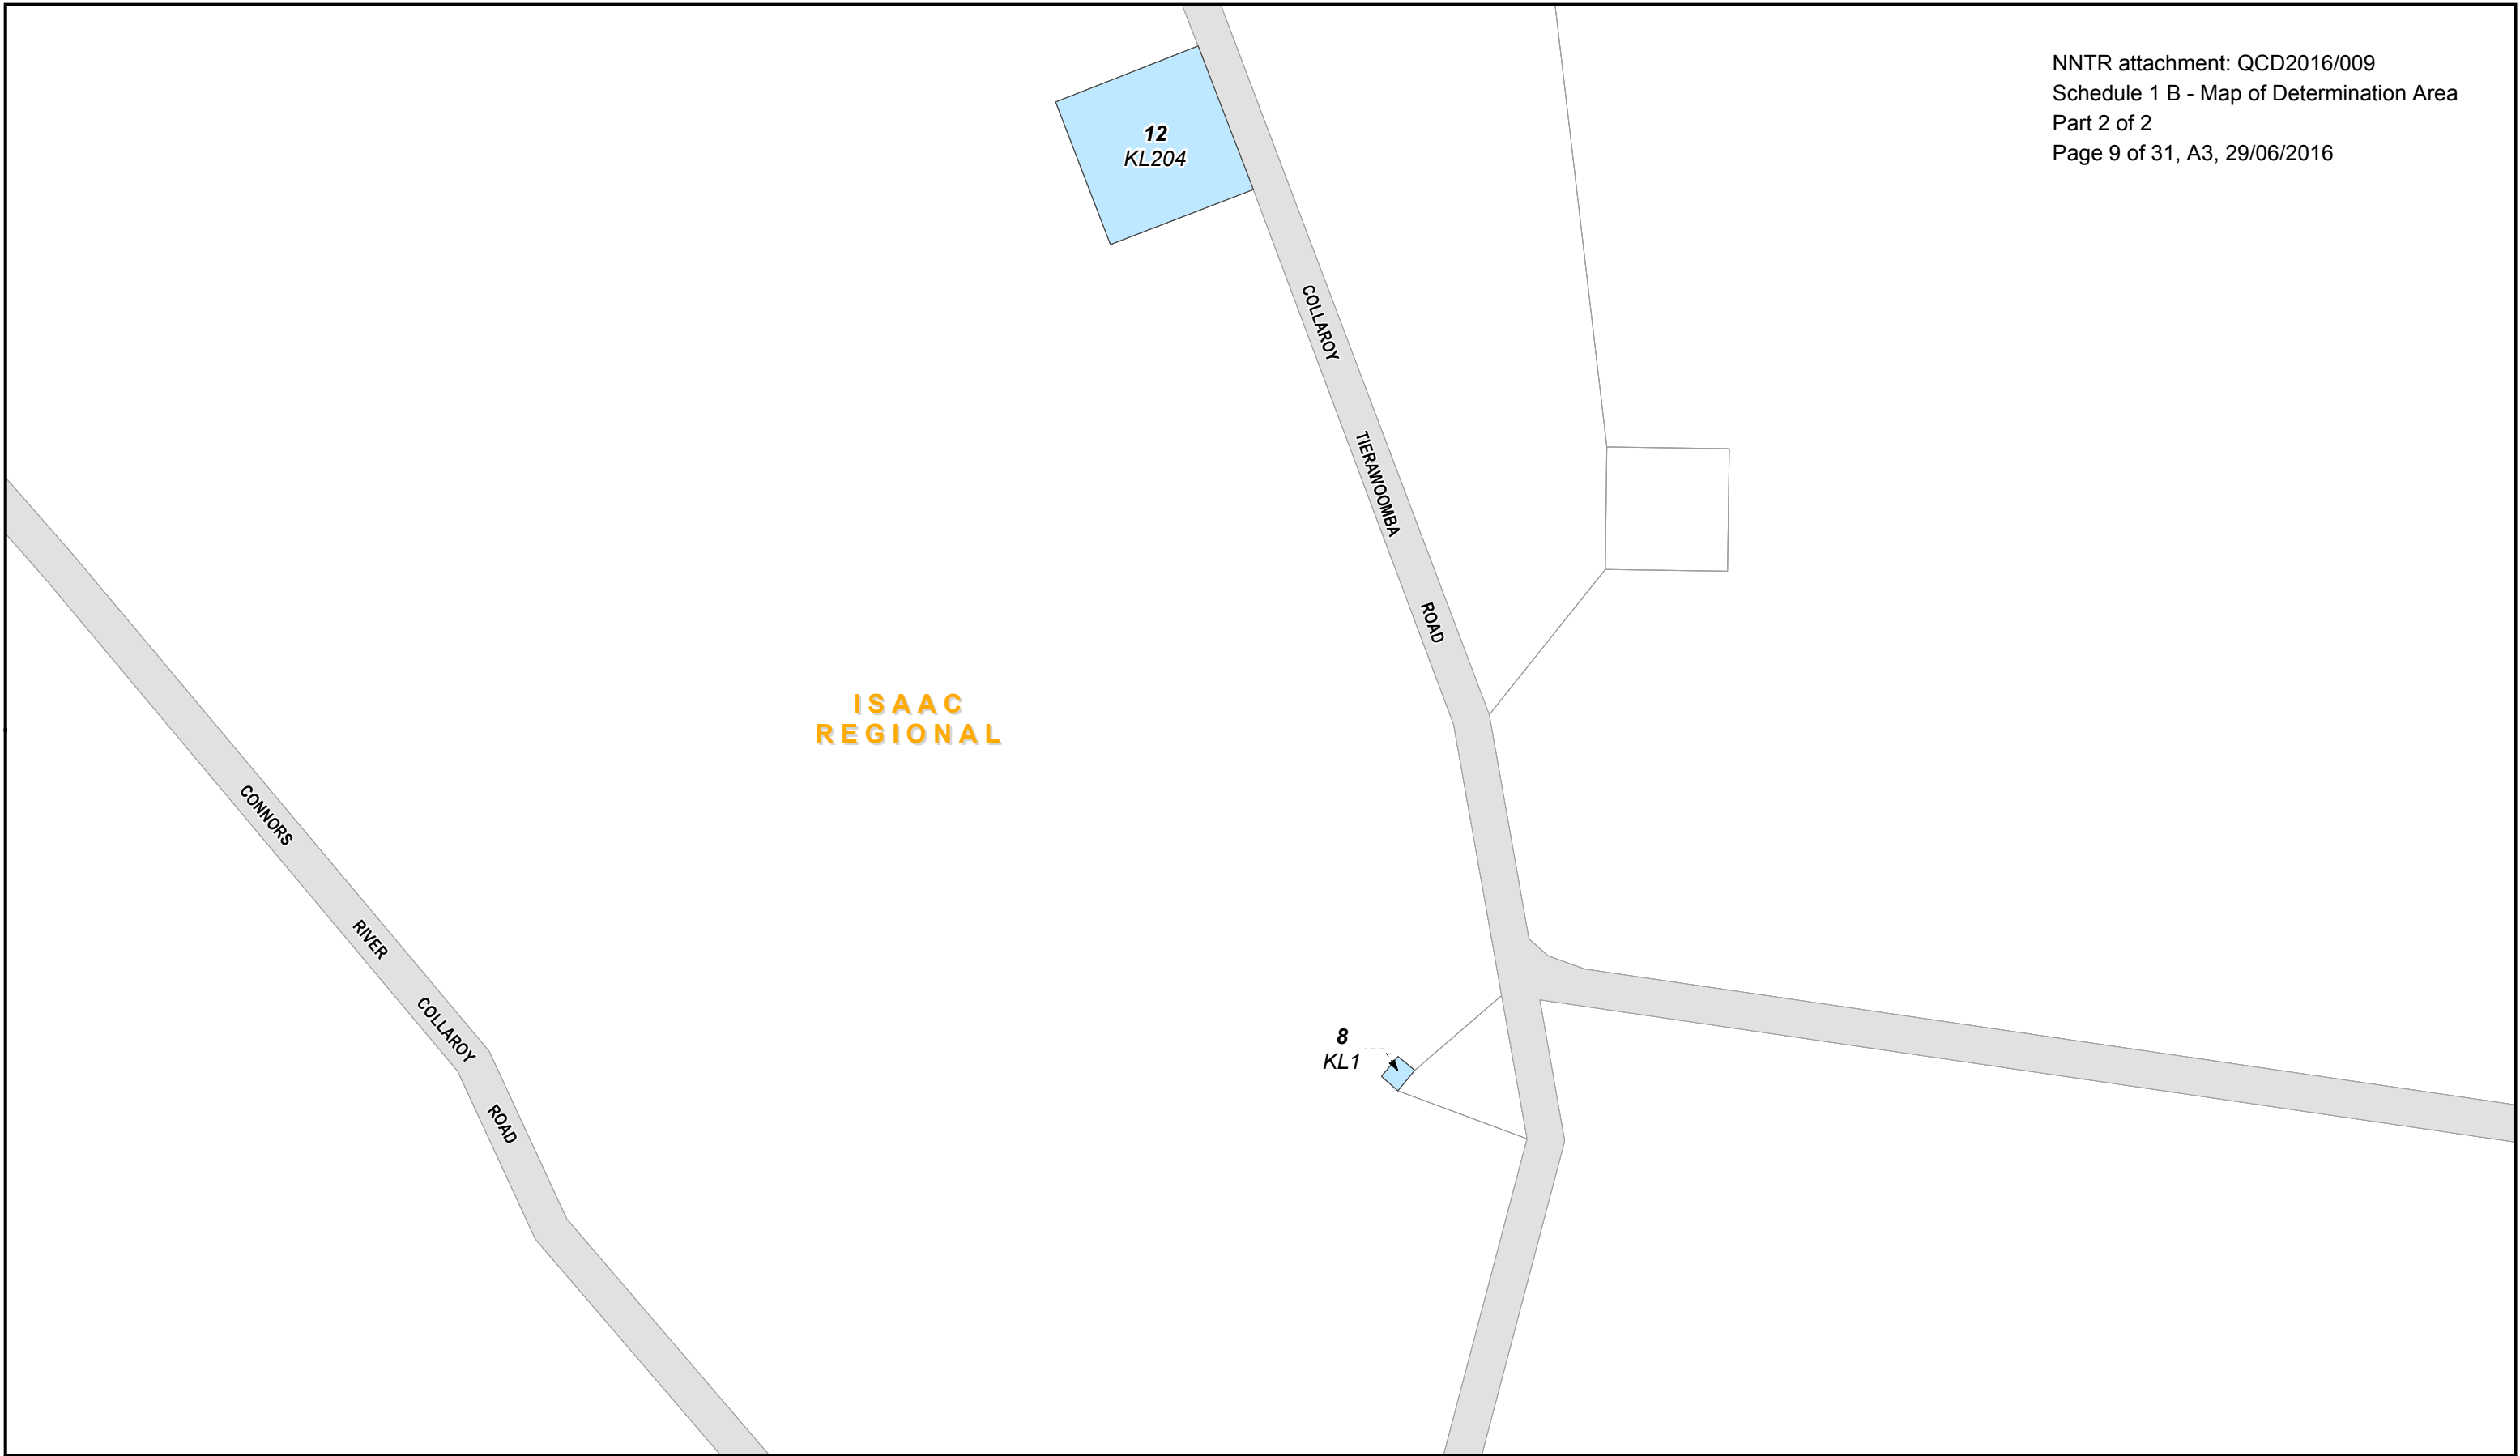 NNTR attachment: QCD2016/009
Schedule 1 B - Map of Determination Area
Part 2 of 2
Page 9 of 31, A3, 29/06/2016
12
KL204
COLLAROY
TIERAWOOMBA
ROAD
ISAAC
REGIONAL
CONNORS
RIVER
COLLAROY
ROAD
8
KL1